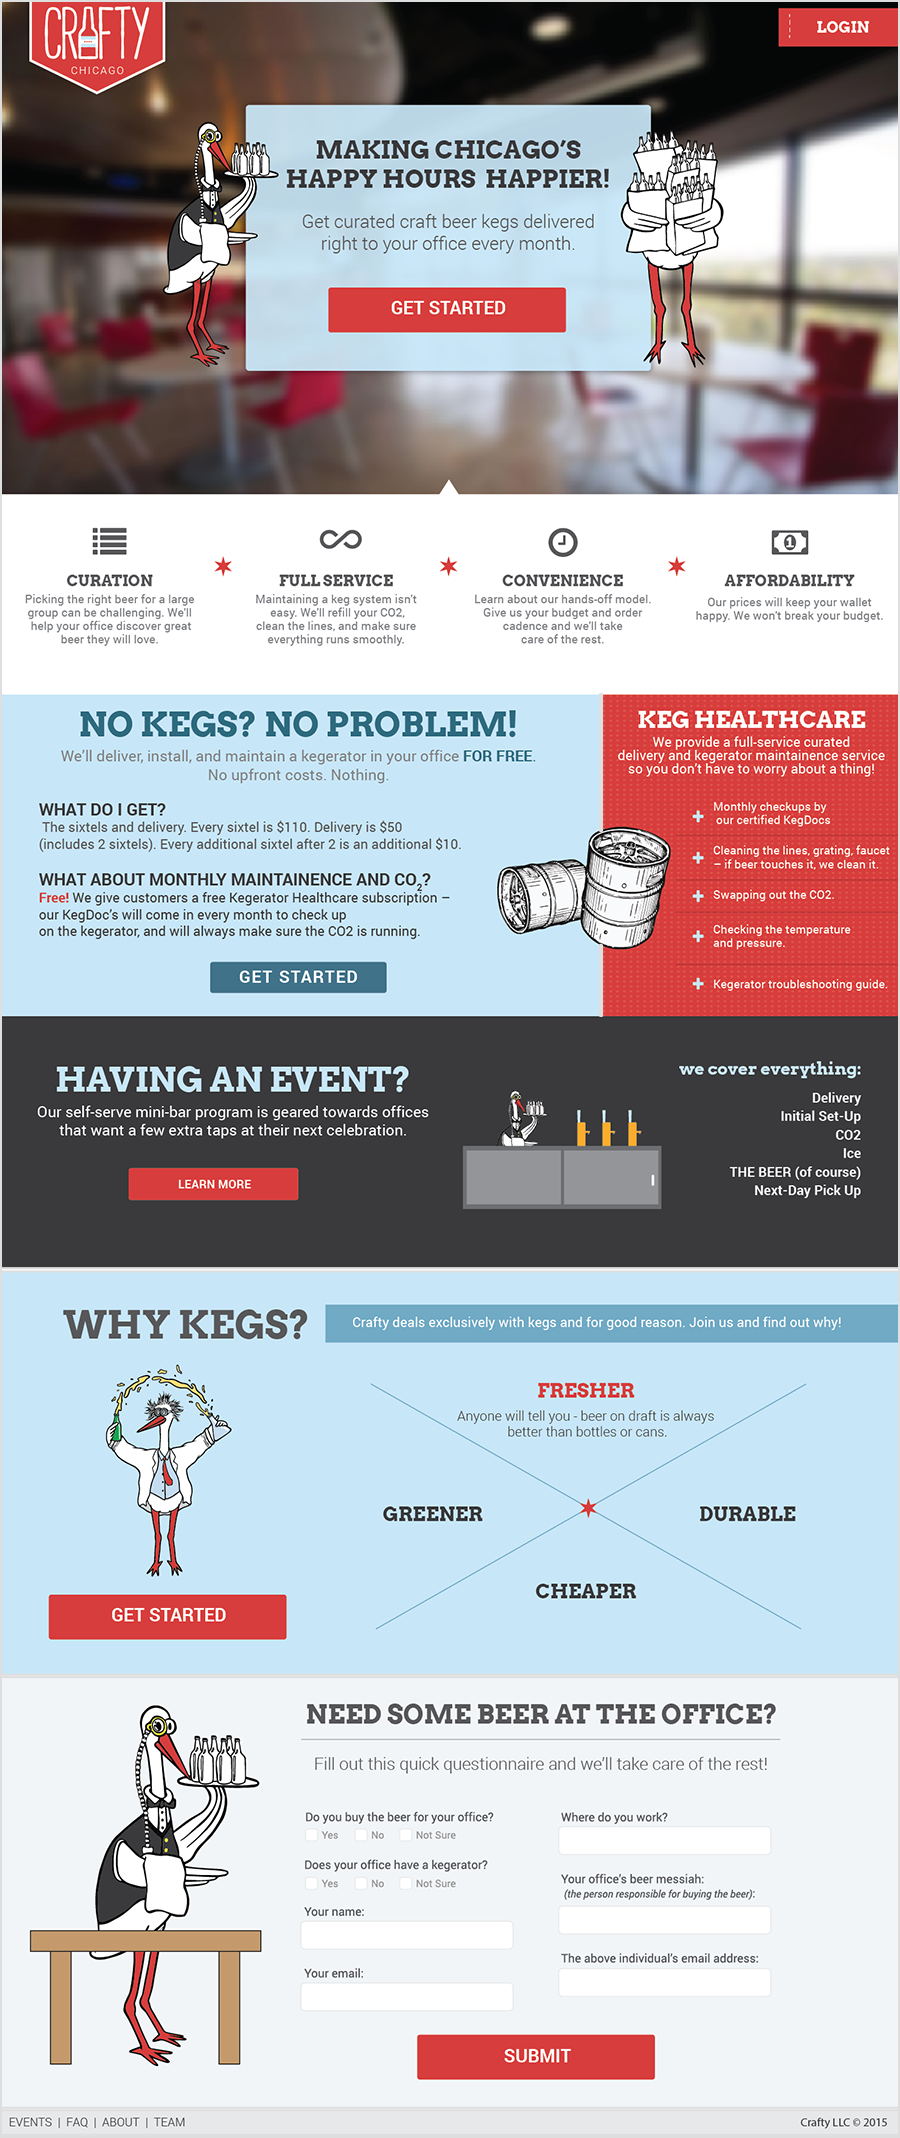 CRAFTY
CHICAGO
LOGIN
MAKING CHICAGO'S
HAPPY HOURS HAPPIER!
Get curated craft beer kegs delivered
right to your office every month.
GET STARTED
CURATION
Picking the right beer for a large
group can be challenging. We'll
help your office discover great
beer they will love.
FULL SERVICE
Maintaining a keg system isn't
easy. We'll refill your CO2,
clean the lines, and make sure
everything runs smoothly.
CONVENIENCE
Learn about our hands-off model.
Give us your budget and order
cadence and we'll take
care of the rest.
1
AFFORDABILITY
Our prices will keep your wallet
happy. We won't break your budget.
NO KEGS? NO PROBLEM!
We'll deliver, install, and maintain a kegerator in your office FOR FREE.
No upfront costs. Nothing.
WHAT DO I GET?
The sixtels and delivery. Every sixtel is $110. Delivery is $50
(includes 2 sixtels). Every additional sixtel after 2 is an additional $10.
WHAT ABOUT MONTHLY MAINTAINENCE AND CO2?
Free! We give customers a free Kegerator Healthcare subscription –
our KegDoc's will come in every month to check up
on the kegerator, and will always make sure the CO2 is running.
GET STARTED
KEG HEALTHCARE
We provide a full-service curated
delivery and kegerator maintainence service
so you don't have to worry about a thing!
Monthly checkups by
our certified KegDocs
Cleaning the lines, grating, faucet
– if beer touches it, we clean it.
Swapping out the CO2.
Checking the temperature
and pressure.
Kegerator troubleshooting guide.
HAVING AN EVENT?
Our self-serve mini-bar program is geared towards offices
that want a few extra taps at their next celebration.
LEARN MORE
we cover everything:
Delivery
Initial Set-Up
CO2
Ice
THE BEER (of course)
Next-Day Pick Up
WHY KEGS?
Crafty deals exclusively with kegs and for good reason. Join us and find out why!
FRESHER
Anyone will tell you - beer on draft is always
better than bottles or cans.
GREENER
DURABLE
CHEAPER
GET STARTED
NEED SOME BEER AT THE OFFICE?
Fill out this quick questionnaire and we'll take care of the rest!
Do you buy the beer for your office?
Yes No Not Sure
Does your office have a kegerator?
Yes No Not Sure
Your name:
Your email:
Where do you work?
Your office's beer messiah:
(the person responsible for buying the beer):
The above individual's email address:
SUBMIT
EVENTS | FAQ | ABOUT | TEAM
Crafty LLC © 2015